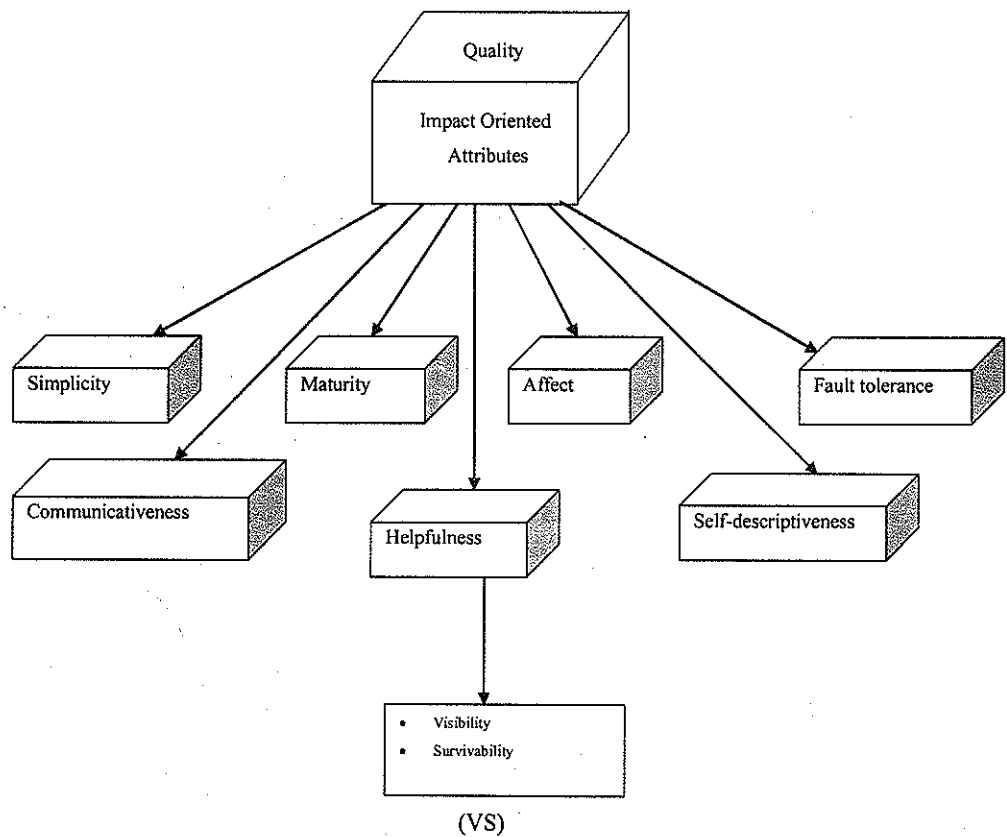 Quality
Impact Oriented
Attributes
Simplicity
Maturity
Affect
Fault tolerance
Communicativeness
Helpfulness
Self-descriptiveness
• Visibility
• Survivability
(VS)